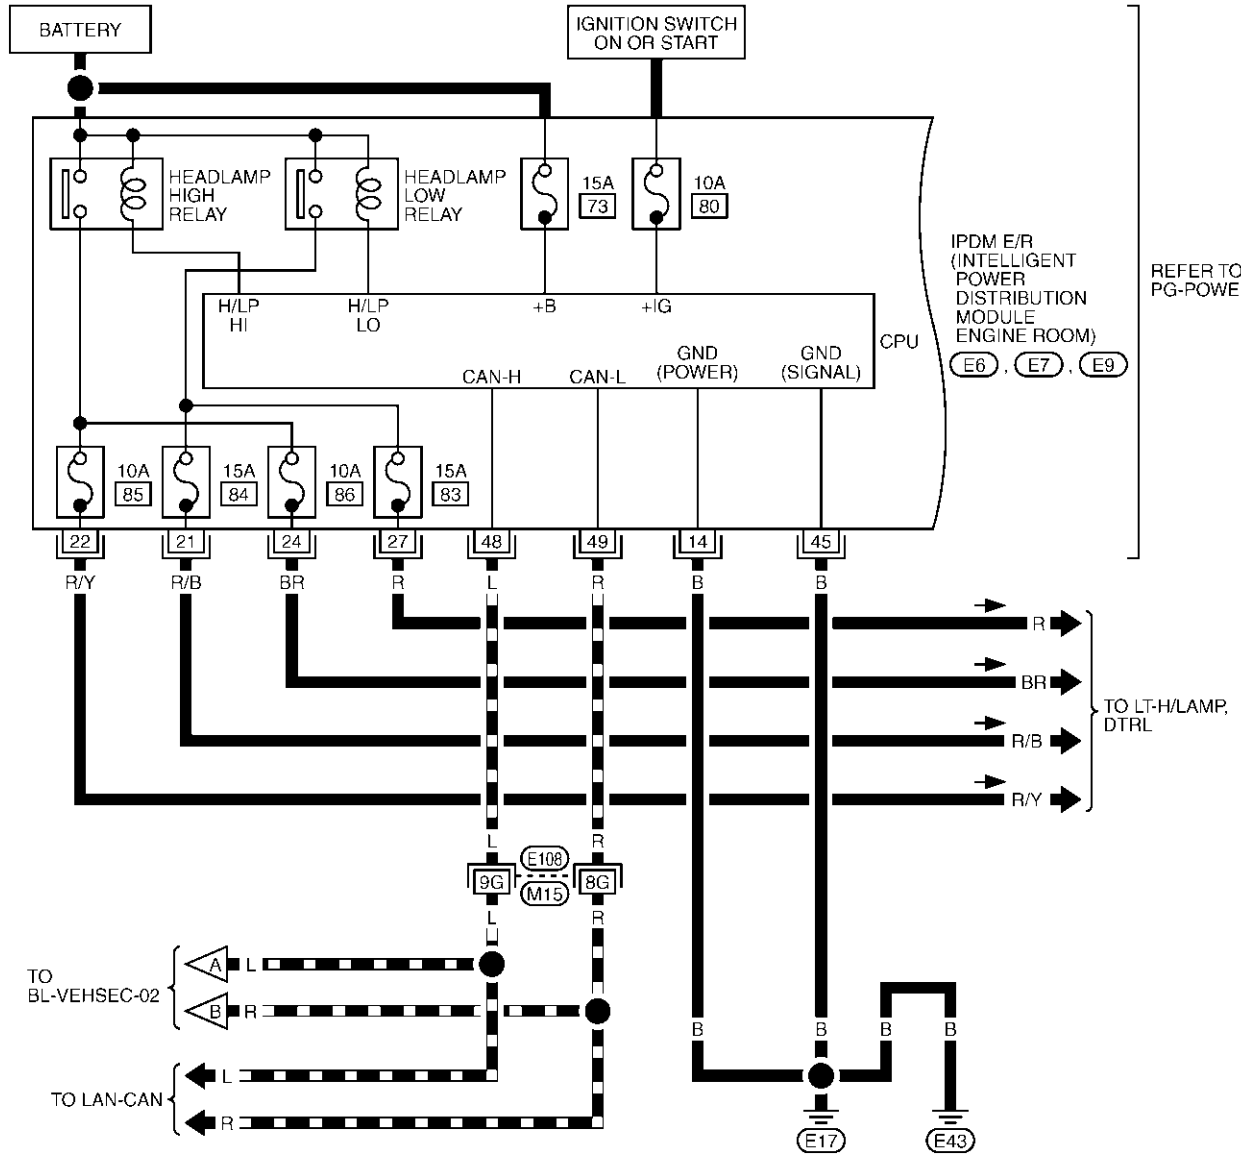 BATTERY
IGNITION SWITCH
ON OR START
HEADLAMP
HIGH
RELAY
HEADLAMP
LOW
RELAY
15A
73
10A
80
IPDM E/R
(INTELLIGENT
POWER
DISTRIBUTION
MODULE
ENGINE ROOM)
E6 , E7 , E9
REFER TO
PG-POWE
H/LP
HI
H/LP
LO
+B
+IG
CPU
CAN-H
CAN-L
GND
(POWER)
GND
(SIGNAL)
10A
85
15A
84
10A
86
15A
83
22
21
24
27
48
49
14
45
R/Y
R/B
BR
R
L
R
B
B
R
BR
R/B
R/Y
TO LT-H/LAMP,
DTRL
L
R
9G
E108
M15
8G
L
R
TO
BL-VEHSEC-02
A
L
B
R
B
B
B
B
TO LAN-CAN
L
R
E17
E43